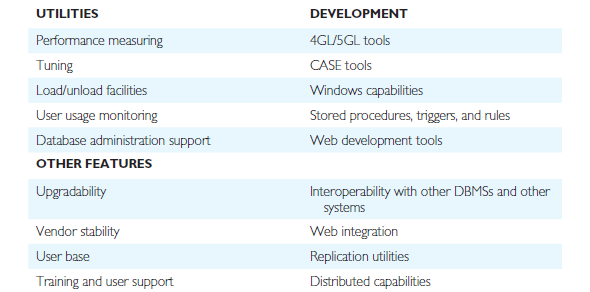 UTILITIES DEVELOPMENT
Performance measuring 4GL/5GL tools
Tuning CASE tools
Load/unload facilities Windows capabilities
User usage monitoring Stored procedures, triggers, and rules
Database administration support Web development tools
OTHER FEATURES
Upgradability Interoperability with other DBMSs and other
systems
Vendor stability Web integration
User base Replication utilities
Training and user support Distributed capabilities